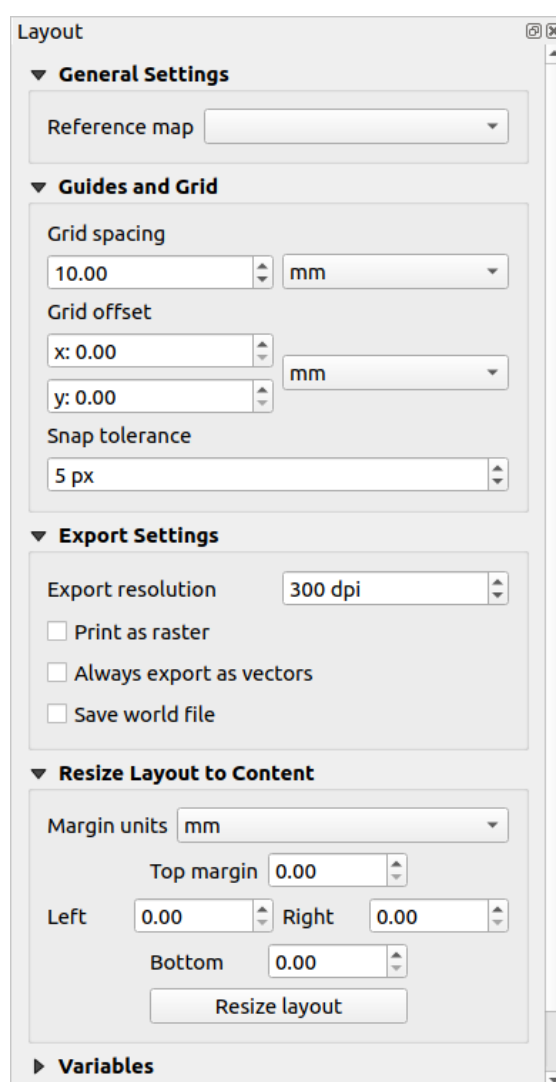 Layout
General Settings
Reference map
Guides and Grid
Grid spacing
10.00 mm
Grid offset
x: 0.00
mm
y: 0.00
Snap tolerance
5 px
Export Settings
Export resolution 300 dpi
Print as raster
Always export as vectors
Save world file
Resize Layout to Content
Margin units mm
Top margin 0.00
Left 0.00 Right 0.00
Bottom 0.00
Resize layout
Variables